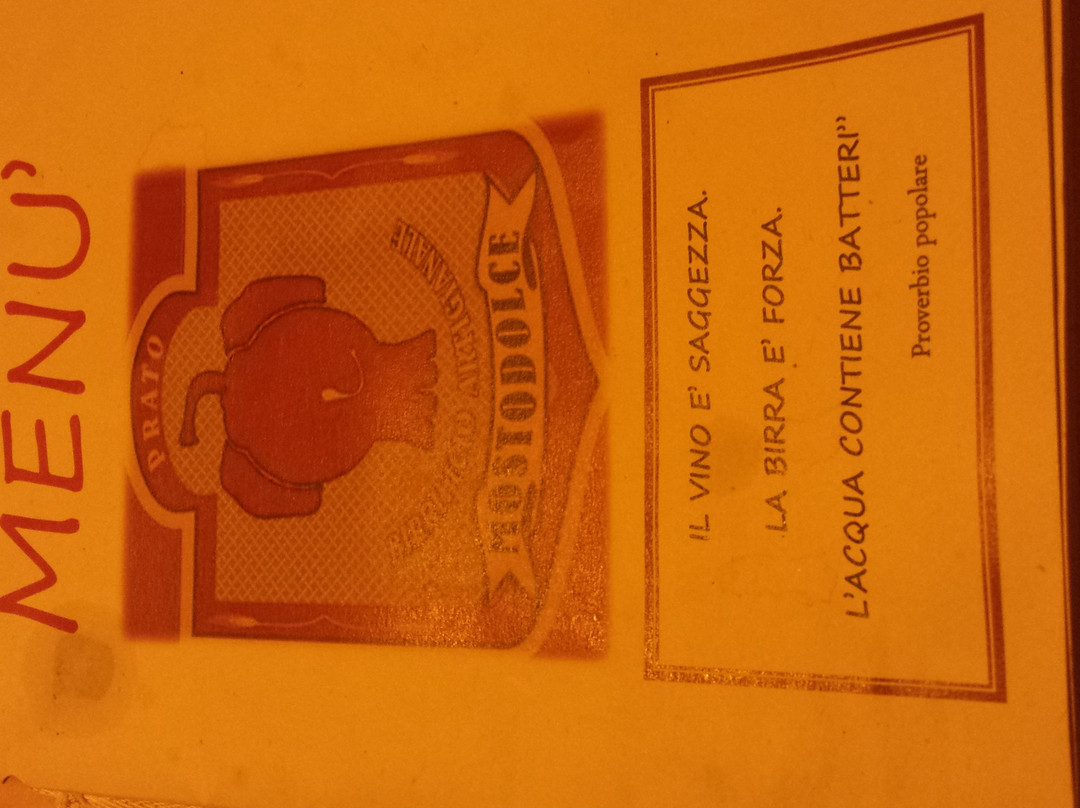 MENU'
PRATO
BIRRIFICIO ARTIGIANALE
MOSTODOLCE
IL VINO E' SAGGEZZA.
LA BIRRA E' FORZA.
L'ACQUA CONTIENE BATTERI”
Proverbio popolare